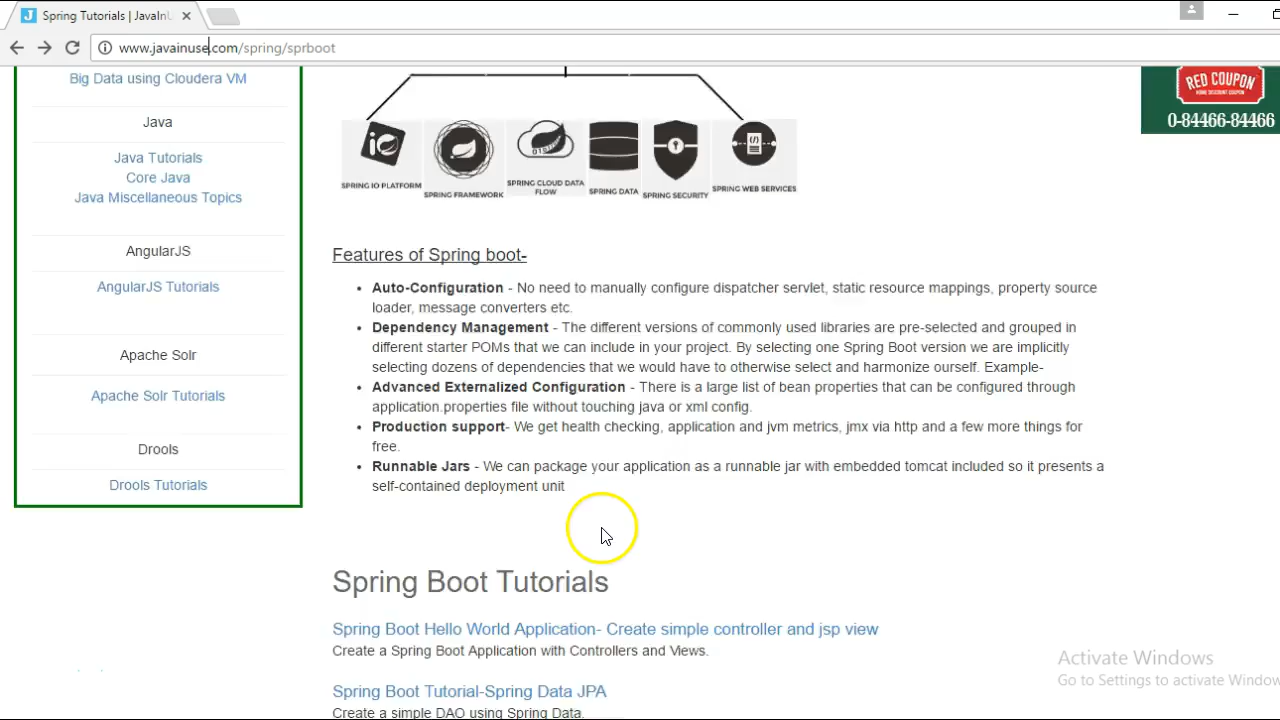 Spring Tutorials | JavaInU
www.javainuse.com/spring/sprboot
Big Data using Cloudera VM
Java
Java Tutorials
Core Java
Java Miscellaneous Topics
AngularJS
AngularJS Tutorials
Apache Solr
Apache Solr Tutorials
Drools
Drools Tutorials
SPRING IO PLATFORM
SPRING FRAMEWORK
SPRING CLOUD DATA
FLOW
SPRING DATA
SPRING SECURITY
SPRING WEB SERVICES
RED COUPON
0-84466-84466
Features of Spring boot-
• Auto-Configuration - No need to manually configure dispatcher servlet, static resource mappings, property source
loader, message converters etc.
• Dependency Management - The different versions of commonly used libraries are pre-selected and grouped in
different starter POMs that we can include in your project. By selecting one Spring Boot version we are implicitly
selecting dozens of dependencies that we would have to otherwise select and harmonize ourself. Example-
• Advanced Externalized Configuration - There is a large list of bean properties that can be configured through
application.properties file without touching java or xml config.
• Production support- We get health checking, application and jvm metrics, jmx via http and a few more things for
free.
• Runnable Jars - We can package your application as a runnable jar with embedded tomcat included so it presents a
self-contained deployment unit
Spring Boot Tutorials
Spring Boot Hello World Application- Create simple controller and jsp view
Create a Spring Boot Application with Controllers and Views.
Spring Boot Tutorial-Spring Data JPA
Create a simple DAO using Spring Data.
Activate Windows
Go to Settings to activate Window